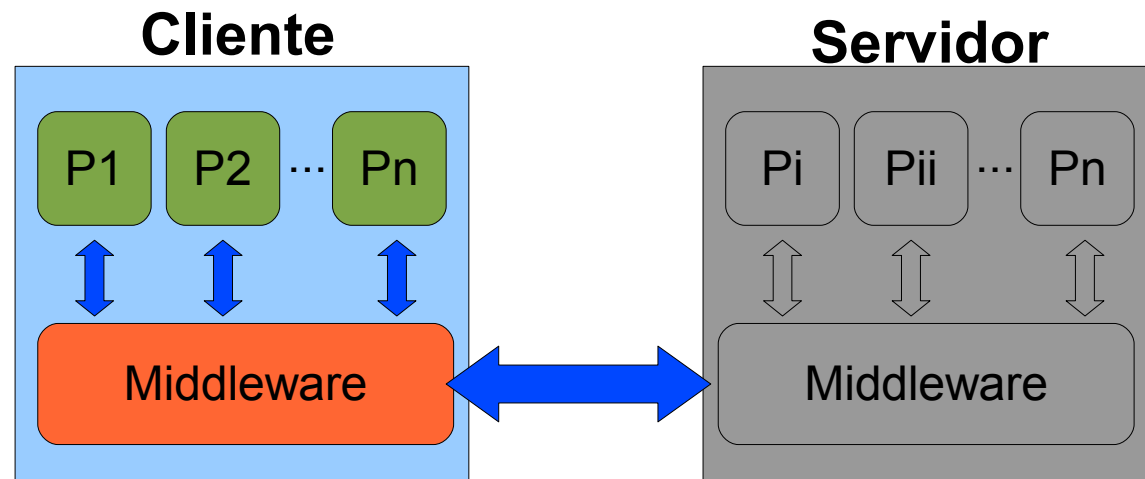 Cliente
Servidor
P1 P2 ... Pn
Pi Pii ... Pn
Middleware
Middleware